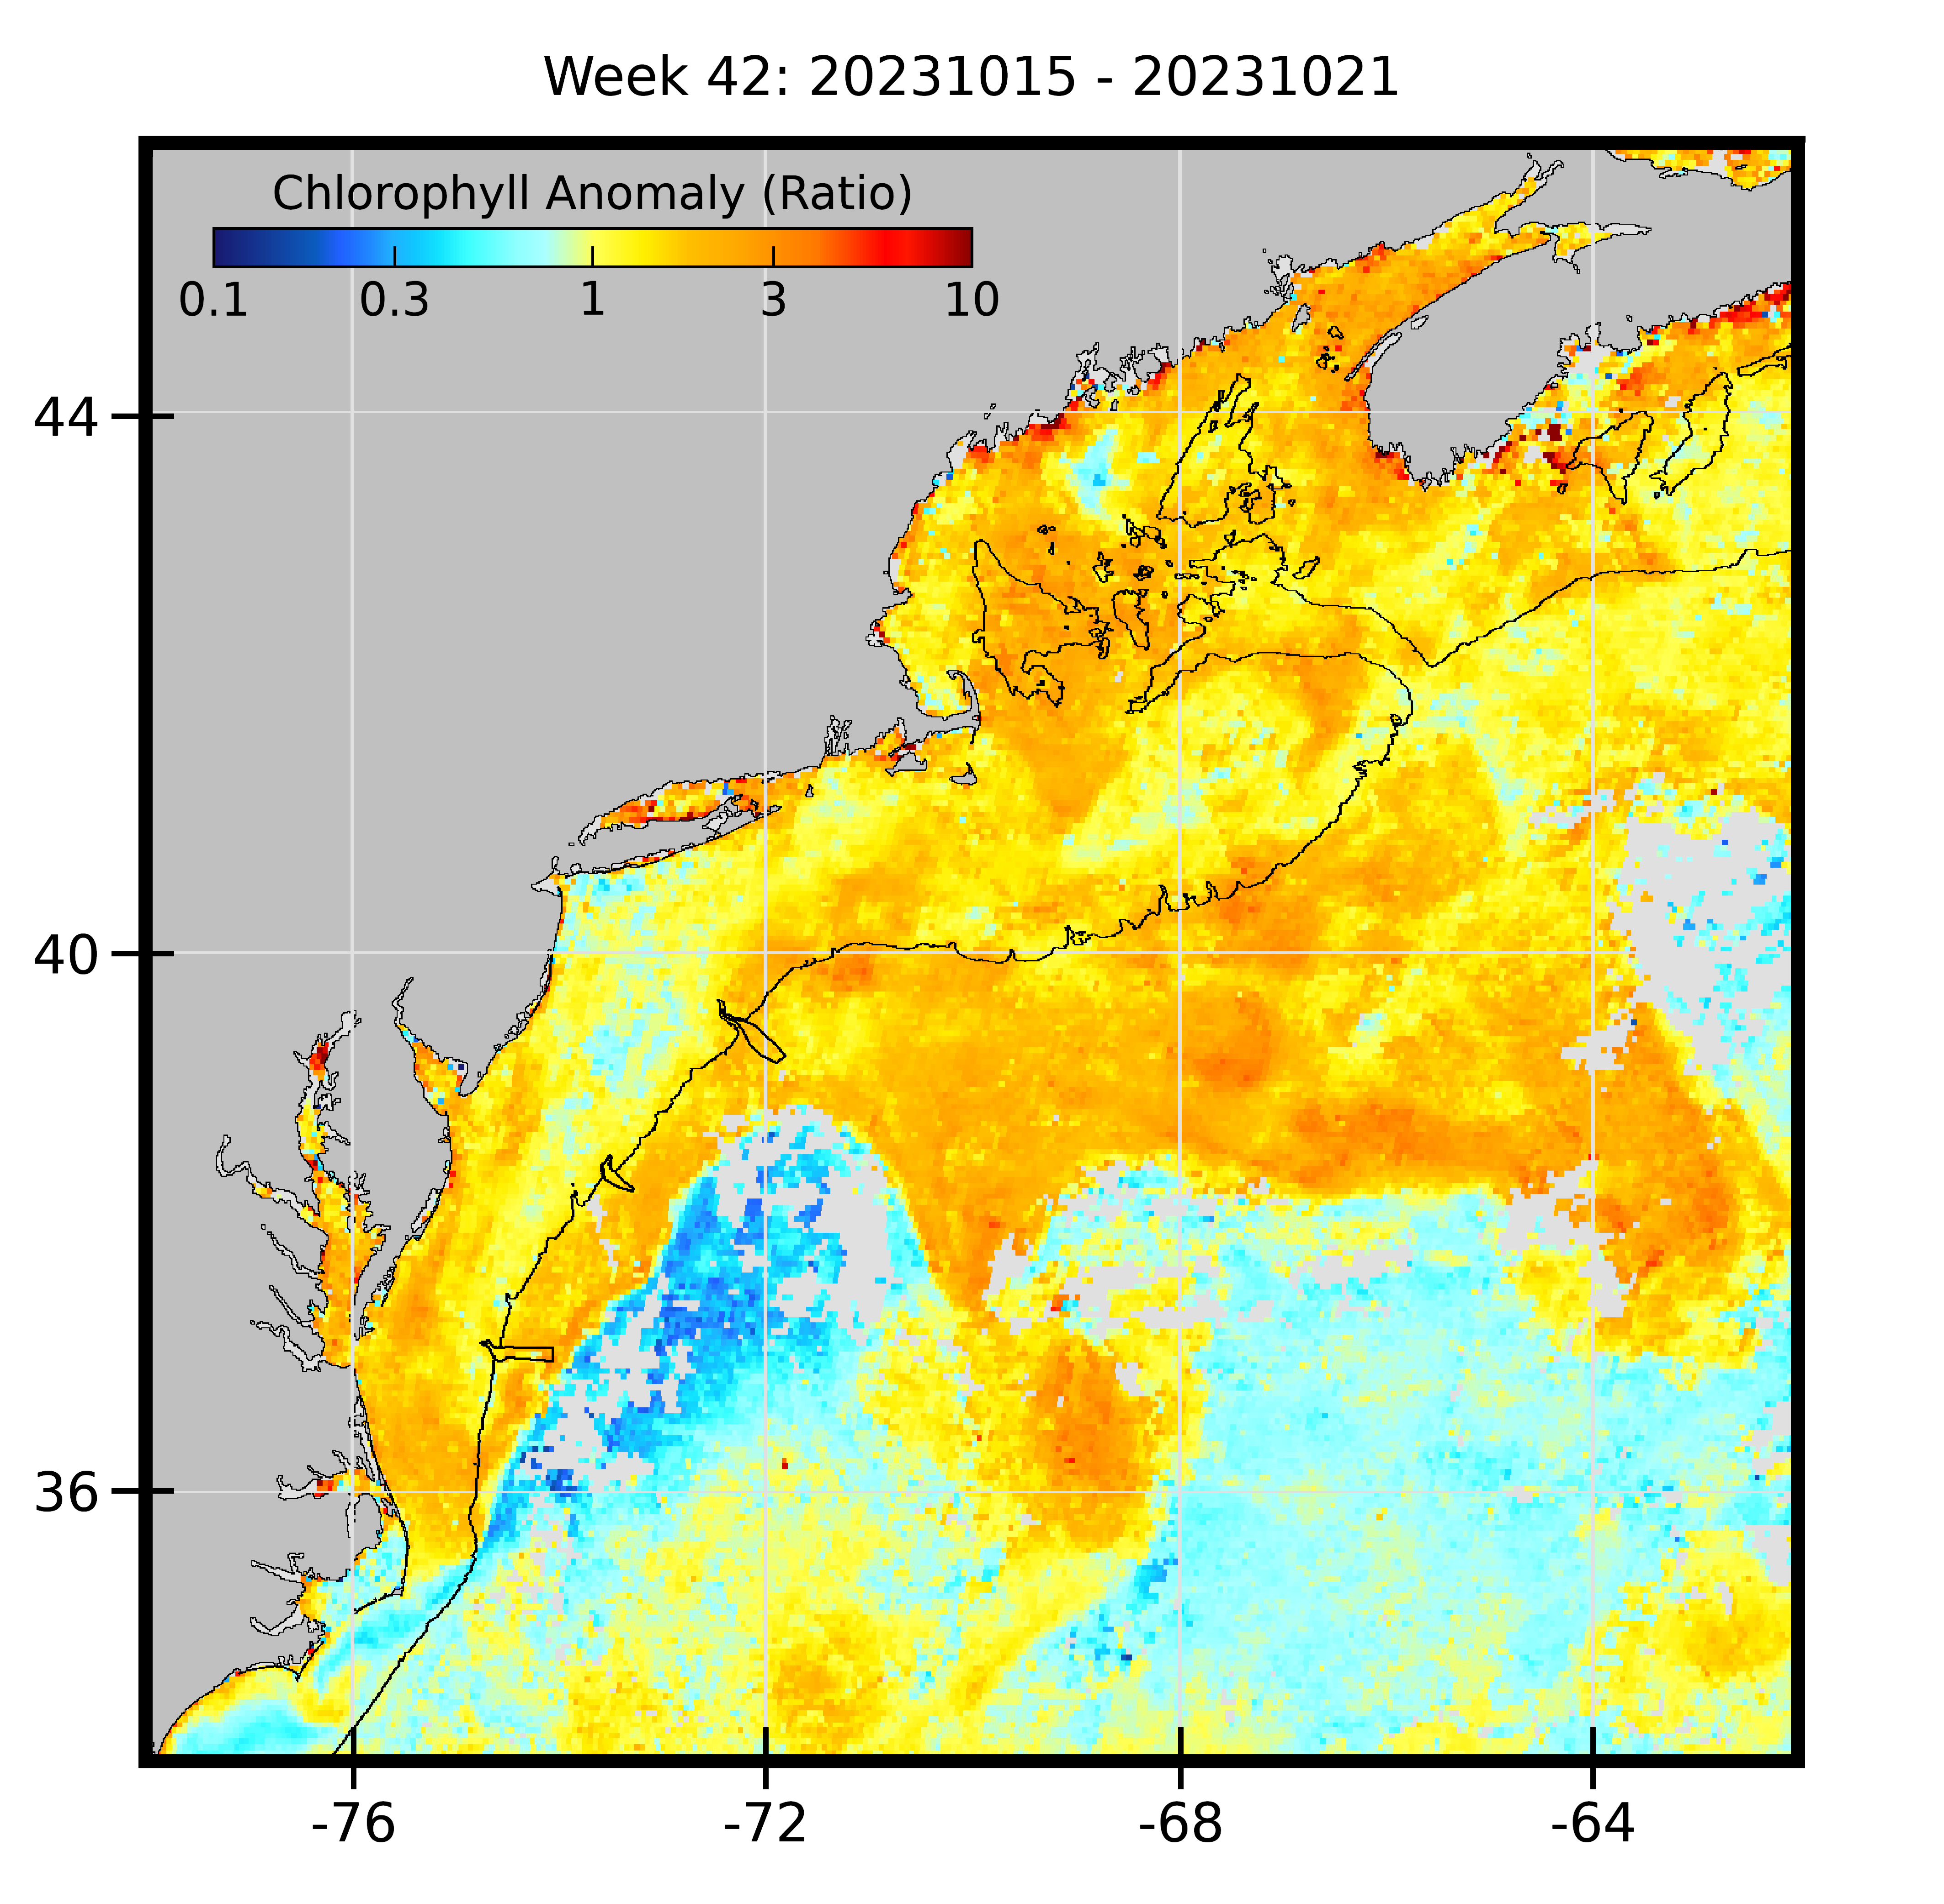 Week 42: 20231015 - 20231021
Chlorophyll Anomaly (Ratio)
0.1 0.3 1 3 10
44
40
36
-76 -72 -68 -64